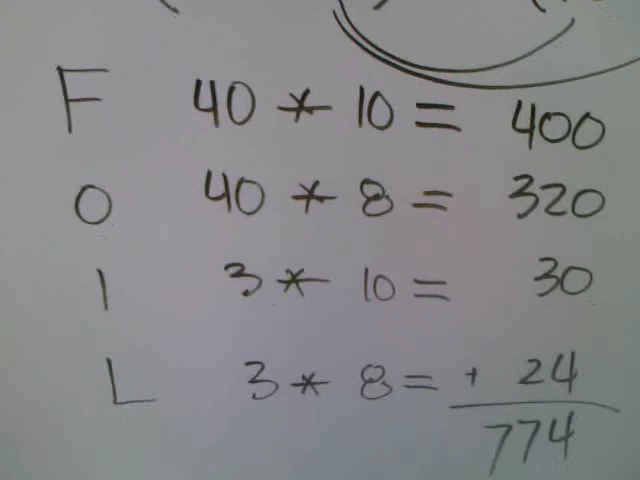 F 40 * 10 = 400
O 40 * 8 = 320
I 3 * 10 = 30
L 3 * 8 = + 24
774